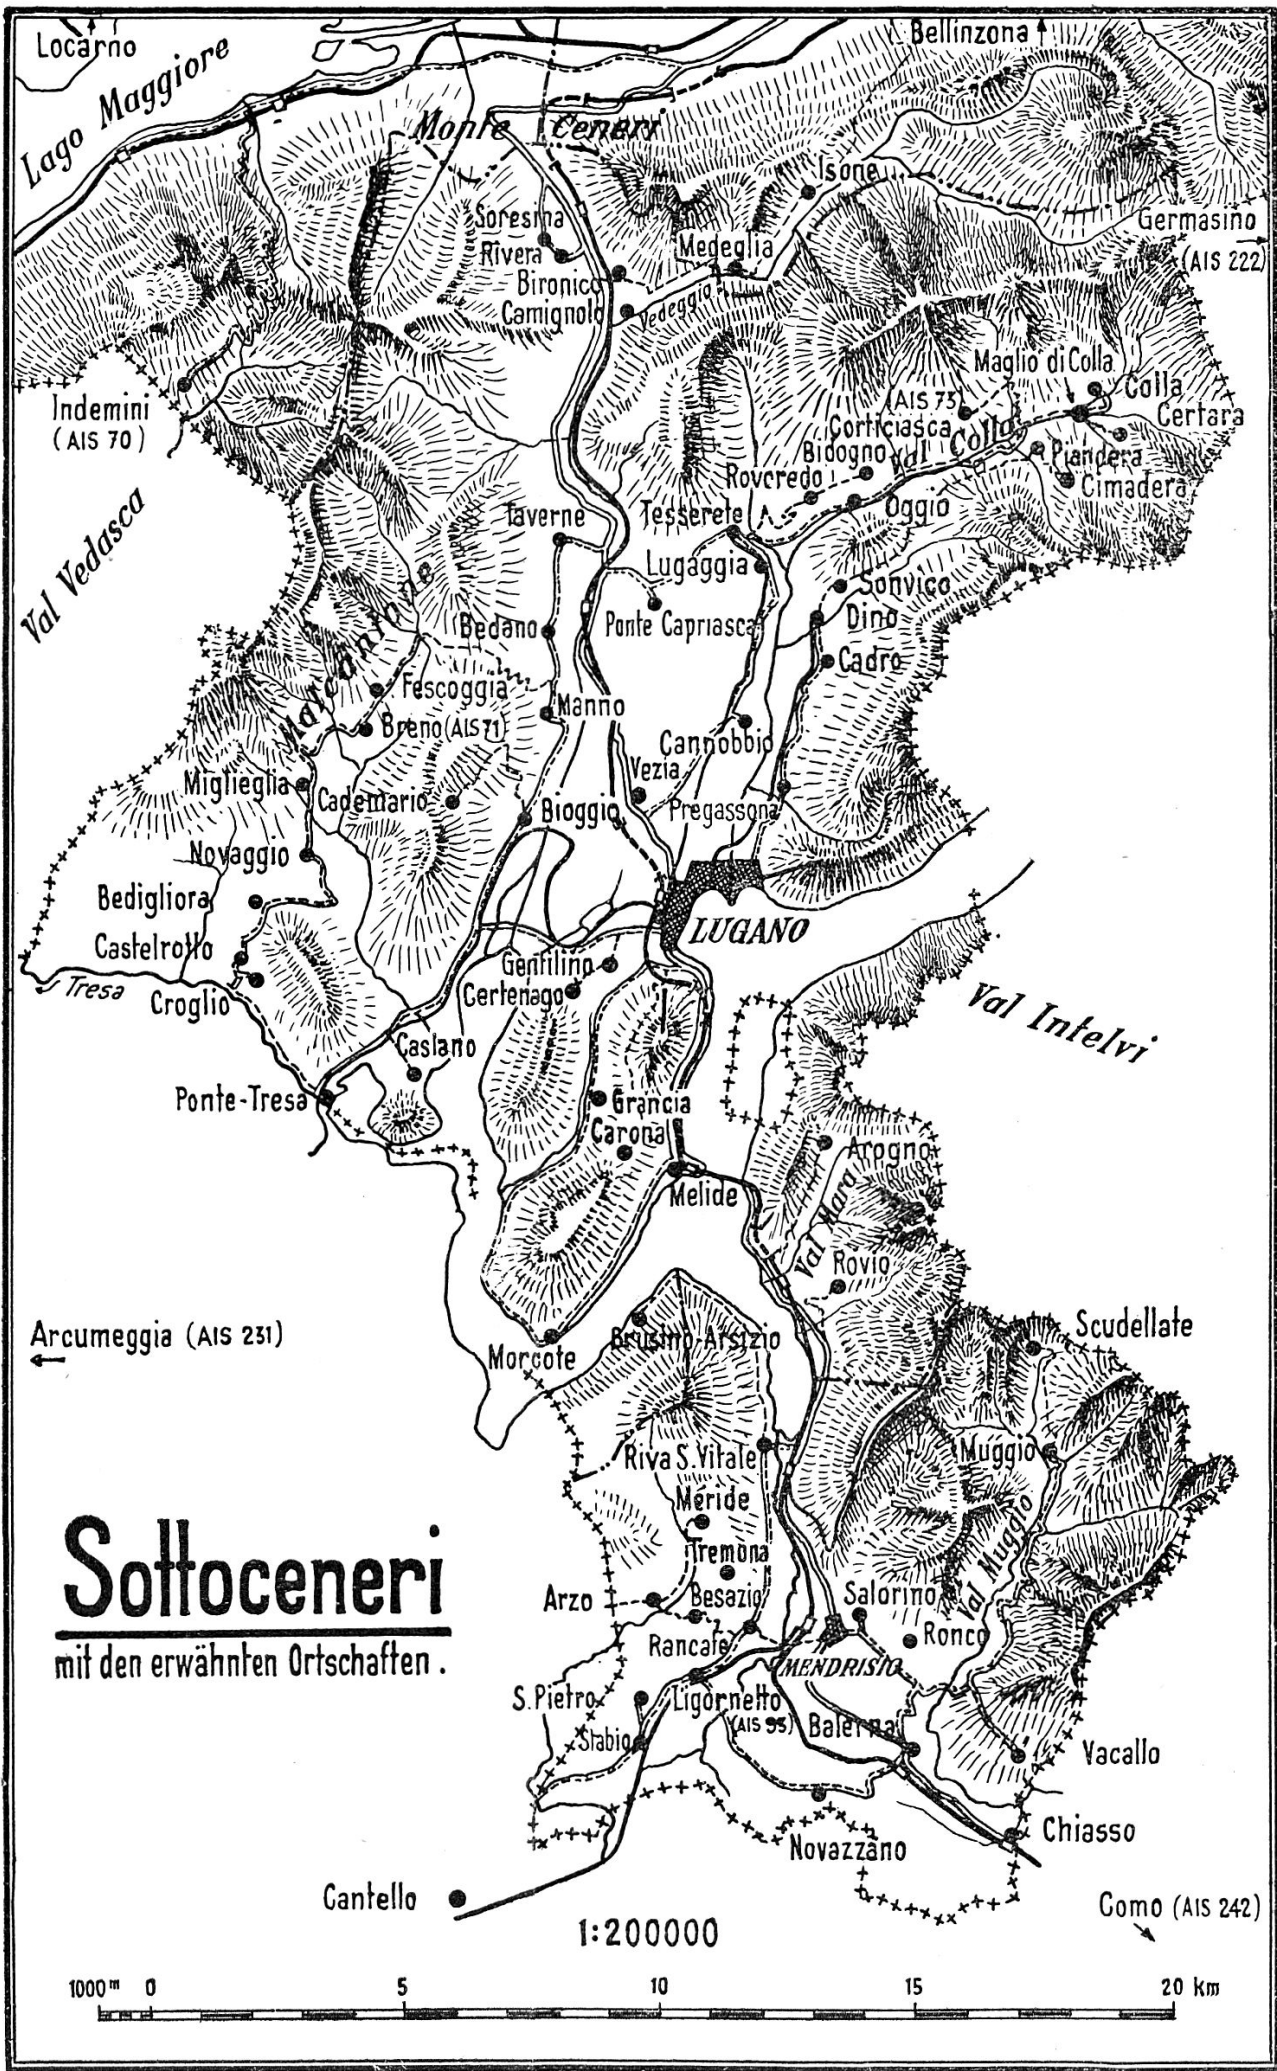 Locarno
Lago Maggiore
Bellinzona
Monte Ceneri
Isone
Germasino
(AIS 222)
Soresina
Rivera
Medeglia
Bironico
Camignolo
Vedeggio
Maglio di Colla
Colla
Certara
Indemini
(AIS 70)
(AIS 73)
Corticiasca
Val Colla
Bidogno
Piandera
Roveredo
Cimadera
Oggio
Taverne
Tesserete
Val Vedasca
Lugaggia
Sonvico
Ponte Capriasca
Dino
Bedano
Cadro
Malcantone
Fescoggia
Manno
Breno (AIS 71)
Cannobbio
Vezia
Miglieglia
Cademario
Bioggio
Pregassona
Novaggio
Bedigliora
LUGANO
Castelrotto
Gentilino
Tresa
Croglio
Certenago
Val Intelvi
Caslano
Ponte-Tresa
Grancia
Carona
Arogno
Melide
Val Mara
Rovio
Arcumeggia (AIS 231)
Brusino-Arsizio
Scudellate
Morcote
Riva S. Vitale
Muggio
Meride
Val Muggio
Sottoceneri
mit den erwähnten Ortschaften.
Tremona
Arzo
Besazio
Salorino
Rancate
Ronco
MENDRISIO
S. Pietro
Ligornetto
(AIS 93)
Balerna
Stabio
Vacallo
Chiasso
Novazzano
Cantello
Como (AIS 242)
1:200000
1000 m 0 5 10 15 20 km